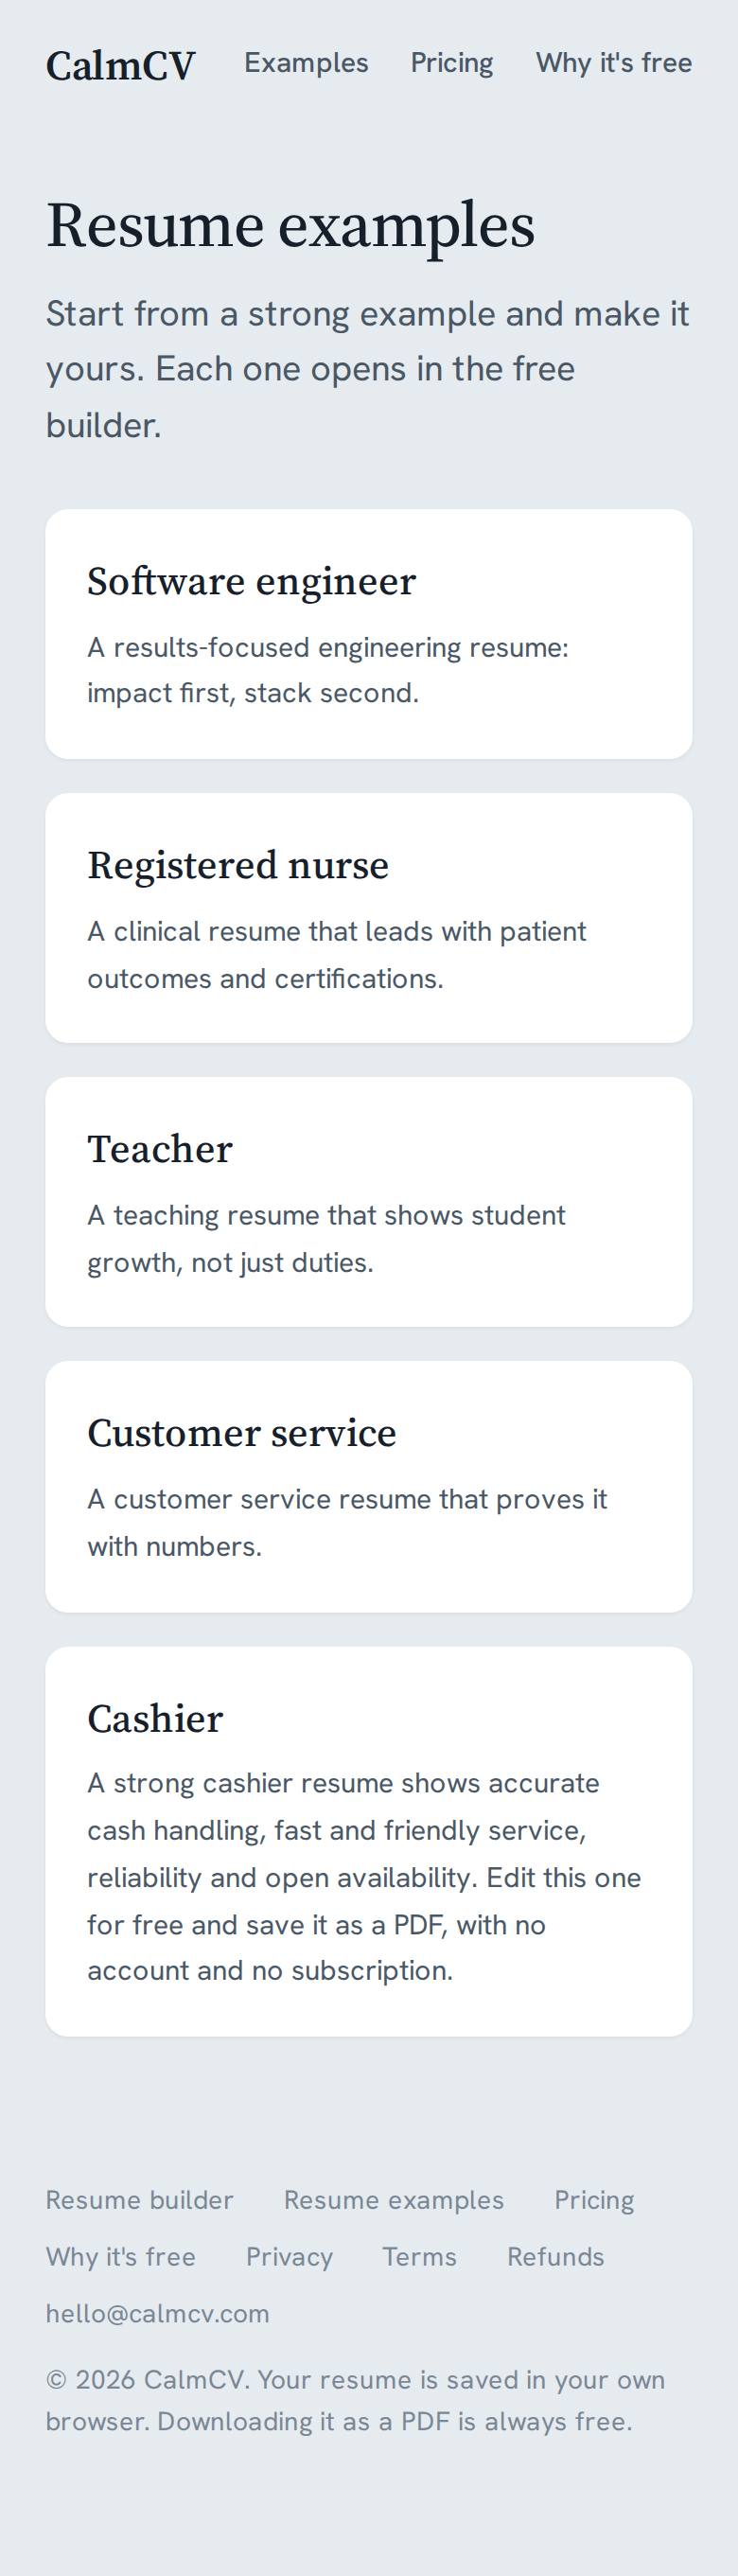 CalmCV Examples Pricing Why it's free
Resume examples
Start from a strong example and make it
yours. Each one opens in the free
builder.
Software engineer
A results-focused engineering resume:
impact first, stack second.
Registered nurse
A clinical resume that leads with patient
outcomes and certifications.
Teacher
A teaching resume that shows student
growth, not just duties.
Customer service
A customer service resume that proves it
with numbers.
Cashier
A strong cashier resume shows accurate
cash handling, fast and friendly service,
reliability and open availability. Edit this one
for free and save it as a PDF, with no
account and no subscription.
Resume builder Resume examples Pricing
Why it's free Privacy Terms Refunds
hello@calmcv.com
© 2026 CalmCV. Your resume is saved in your own
browser. Downloading it as a PDF is always free.